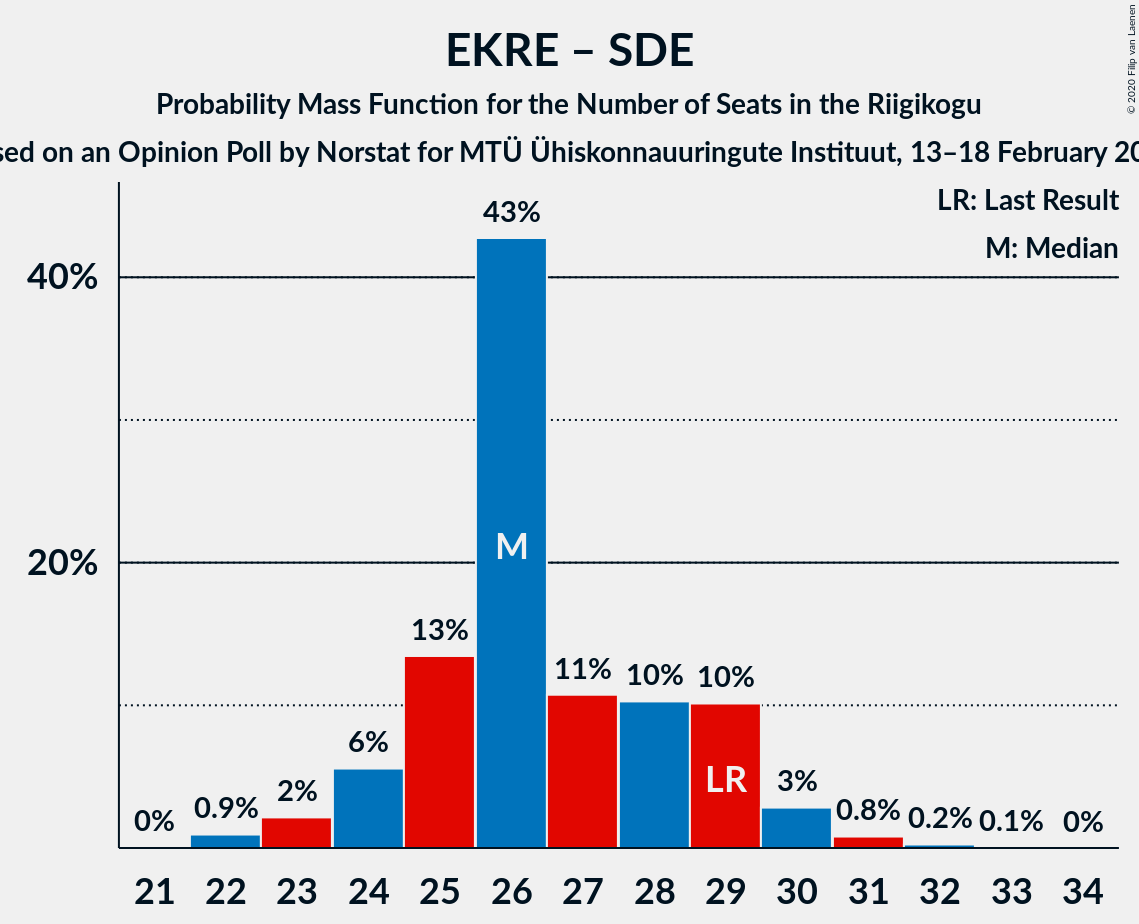 EKRE – SDE
Probability Mass Function for the Number of Seats in the Riigikogu
on an Opinion Poll by Norstat for MTÜ Ühiskonnauuringute Instituut, 13–18 February
© 2020 Filip van Laenen
LR: Last Result
M: Median
43%
40%
M
20%
13%
11%
10%
10%
6%
LR
3%
2%
0.9%
0.8%
0.2%
0.1%
0%
0%
21 22 23 24 25 26 27 28 29 30 31 32 33 34